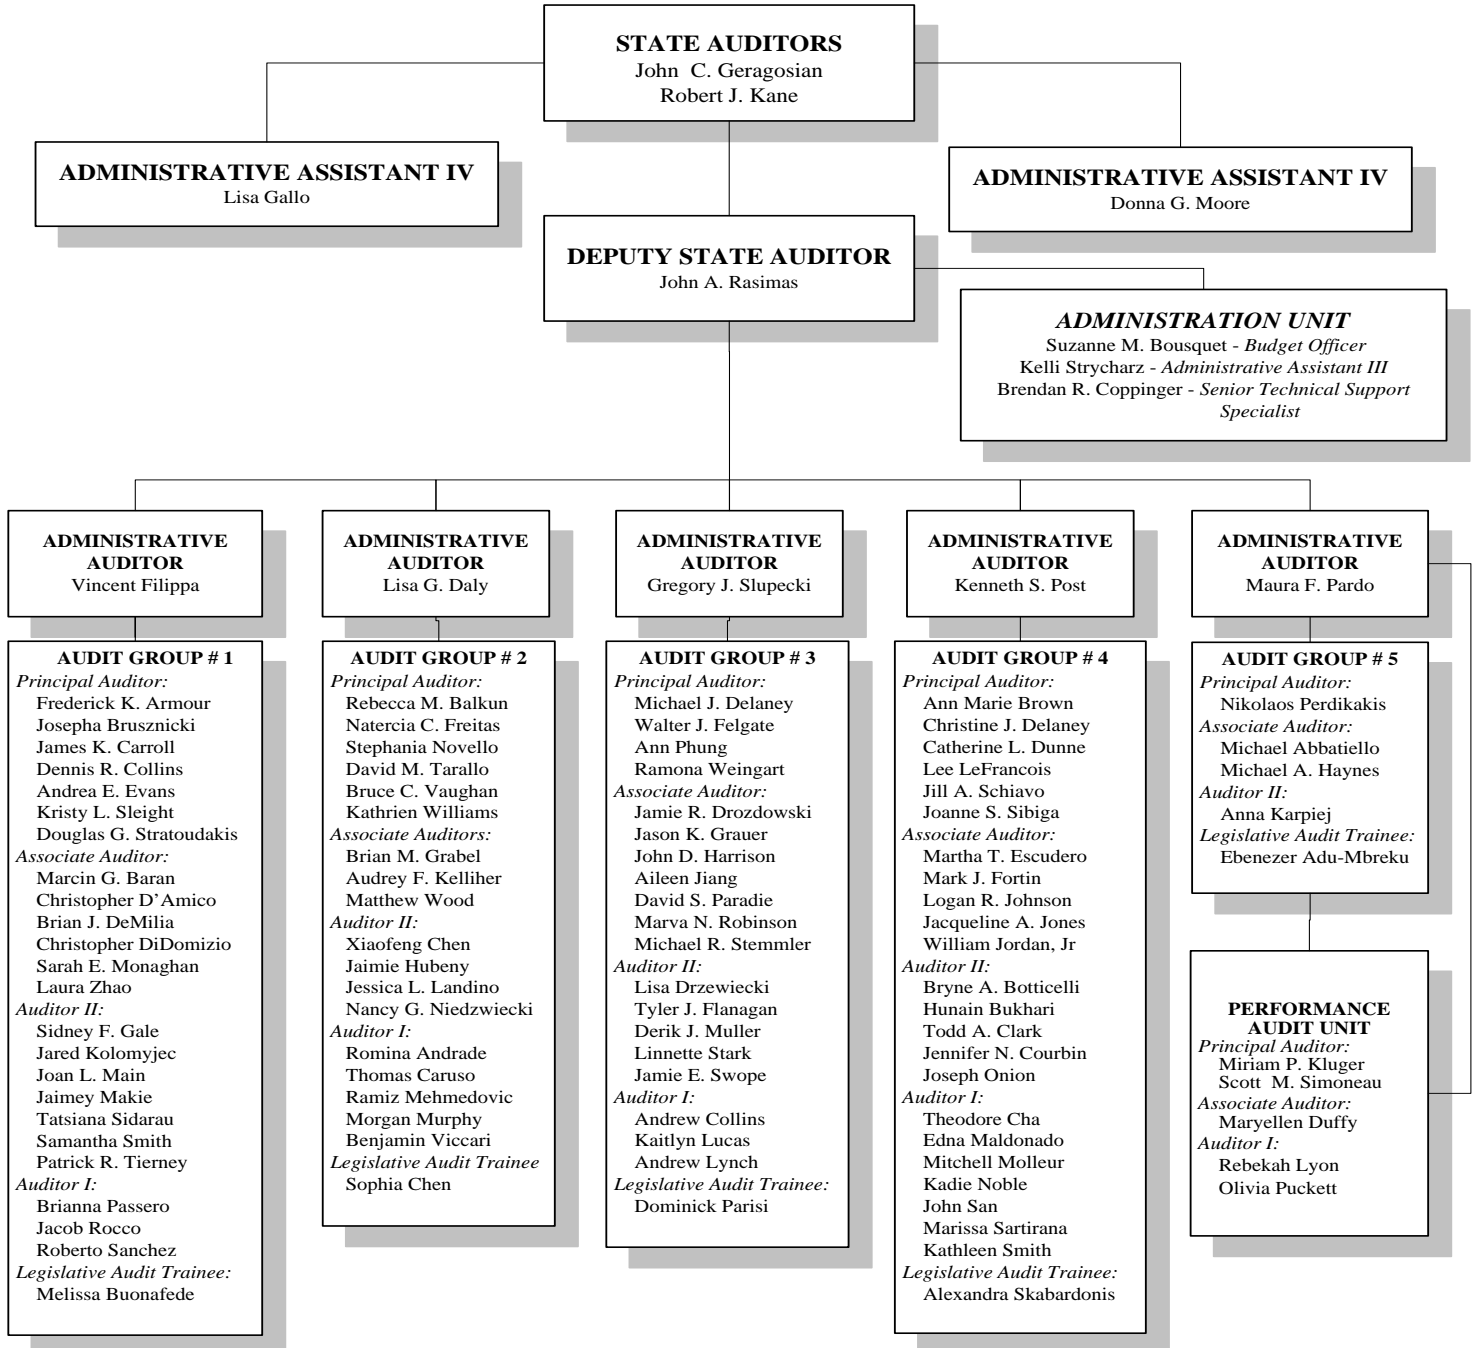 STATE AUDITORS
John C. Geragosian
Robert J. Kane
ADMINISTRATIVE ASSISTANT IV
Lisa Gallo
ADMINISTRATIVE ASSISTANT IV
Donna G. Moore
DEPUTY STATE AUDITOR
John A. Rasimas
ADMINISTRATION UNIT
Suzanne M. Bousquet - Budget Officer
Kelli Strycharz - Administrative Assistant III
Brendan R. Coppinger - Senior Technical Support
Specialist
ADMINISTRATIVE
AUDITOR
Vincent Filippa
ADMINISTRATIVE
AUDITOR
Lisa G. Daly
ADMINISTRATIVE
AUDITOR
Gregory J. Slupecki
ADMINISTRATIVE
AUDITOR
Kenneth S. Post
ADMINISTRATIVE
AUDITOR
Maura F. Pardo
AUDIT GROUP # 1
Principal Auditor:
Frederick K. Armour
Josepha Brusznicki
James K. Carroll
Dennis R. Collins
Andrea E. Evans
Kristy L. Sleight
Douglas G. Stratoudakis
Associate Auditor:
Marcin G. Baran
Christopher D’Amico
Brian J. DeMilia
Christopher DiDomizio
Sarah E. Monaghan
Laura Zhao
Auditor II:
Sidney F. Gale
Jared Kolomyjec
Joan L. Main
Jaimey Makie
Tatsiana Sidarau
Samantha Smith
Patrick R. Tierney
Auditor I:
Brianna Passero
Jacob Rocco
Roberto Sanchez
Legislative Audit Trainee:
Melissa Buonafede
AUDIT GROUP # 2
Principal Auditor:
Rebecca M. Balkun
Natercia C. Freitas
Stephania Novello
David M. Tarallo
Bruce C. Vaughan
Kathrien Williams
Associate Auditors:
Brian M. Grabel
Audrey F. Kelliher
Matthew Wood
Auditor II:
Xiaofeng Chen
Jaimie Hubeny
Jessica L. Landino
Nancy G. Niedzwiecki
Auditor I:
Romina Andrade
Thomas Caruso
Ramiz Mehmedovic
Morgan Murphy
Benjamin Viccari
Legislative Audit Trainee
Sophia Chen
AUDIT GROUP # 3
Principal Auditor:
Michael J. Delaney
Walter J. Felgate
Ann Phung
Ramona Weingart
Associate Auditor:
Jamie R. Drozdowski
Jason K. Grauer
John D. Harrison
Aileen Jiang
David S. Paradie
Marva N. Robinson
Michael R. Stemmler
Auditor II:
Lisa Drzewiecki
Tyler J. Flanagan
Derik J. Muller
Linnette Stark
Jamie E. Swope
Auditor I:
Andrew Collins
Kaitlyn Lucas
Andrew Lynch
Legislative Audit Trainee:
Dominick Parisi
AUDIT GROUP # 4
Principal Auditor:
Ann Marie Brown
Christine J. Delaney
Catherine L. Dunne
Lee LeFrancois
Jill A. Schiavo
Joanne S. Sibiga
Associate Auditor:
Martha T. Escudero
Mark J. Fortin
Logan R. Johnson
Jacqueline A. Jones
William Jordan, Jr
Auditor II:
Bryne A. Botticelli
Hunain Bukhari
Todd A. Clark
Jennifer N. Courbin
Joseph Onion
Auditor I:
Theodore Cha
Edna Maldonado
Mitchell Molleur
Kadie Noble
John San
Marissa Sartirana
Kathleen Smith
Legislative Audit Trainee:
Alexandra Skabardonis
AUDIT GROUP # 5
Principal Auditor:
Nikolaos Perdikakis
Associate Auditor:
Michael Abbatiello
Michael A. Haynes
Auditor II:
Anna Karpiej
Legislative Audit Trainee:
Ebenezer Adu-Mbreku
PERFORMANCE
AUDIT UNIT
Principal Auditor:
Miriam P. Kluger
Scott M. Simoneau
Associate Auditor:
Maryellen Duffy
Auditor I:
Rebekah Lyon
Olivia Puckett